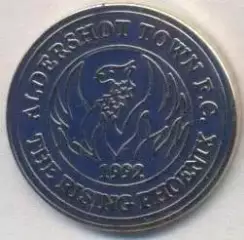 ALDERSHOT TOWN F.C.
1992
THE RISING PHOENIX